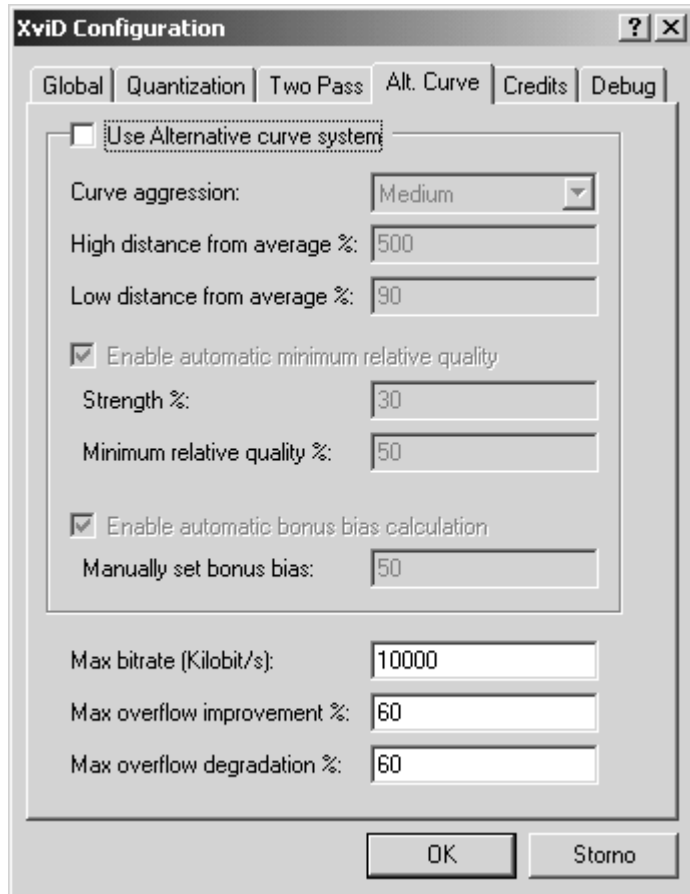 XviD Configuration
Global Quantization Two Pass Alt. Curve Credits Debug
Use Alternative curve system
Curve aggression: Medium
High distance from average %: 500
Low distance from average %: 90
Enable automatic minimum relative quality
Strength %: 30
Minimum relative quality %: 50
Enable automatic bonus bias calculation
Manually set bonus bias: 50
Max bitrate (Kilobit/s): 10000
Max overflow improvement %: 60
Max overflow degradation %: 60
OK Storno